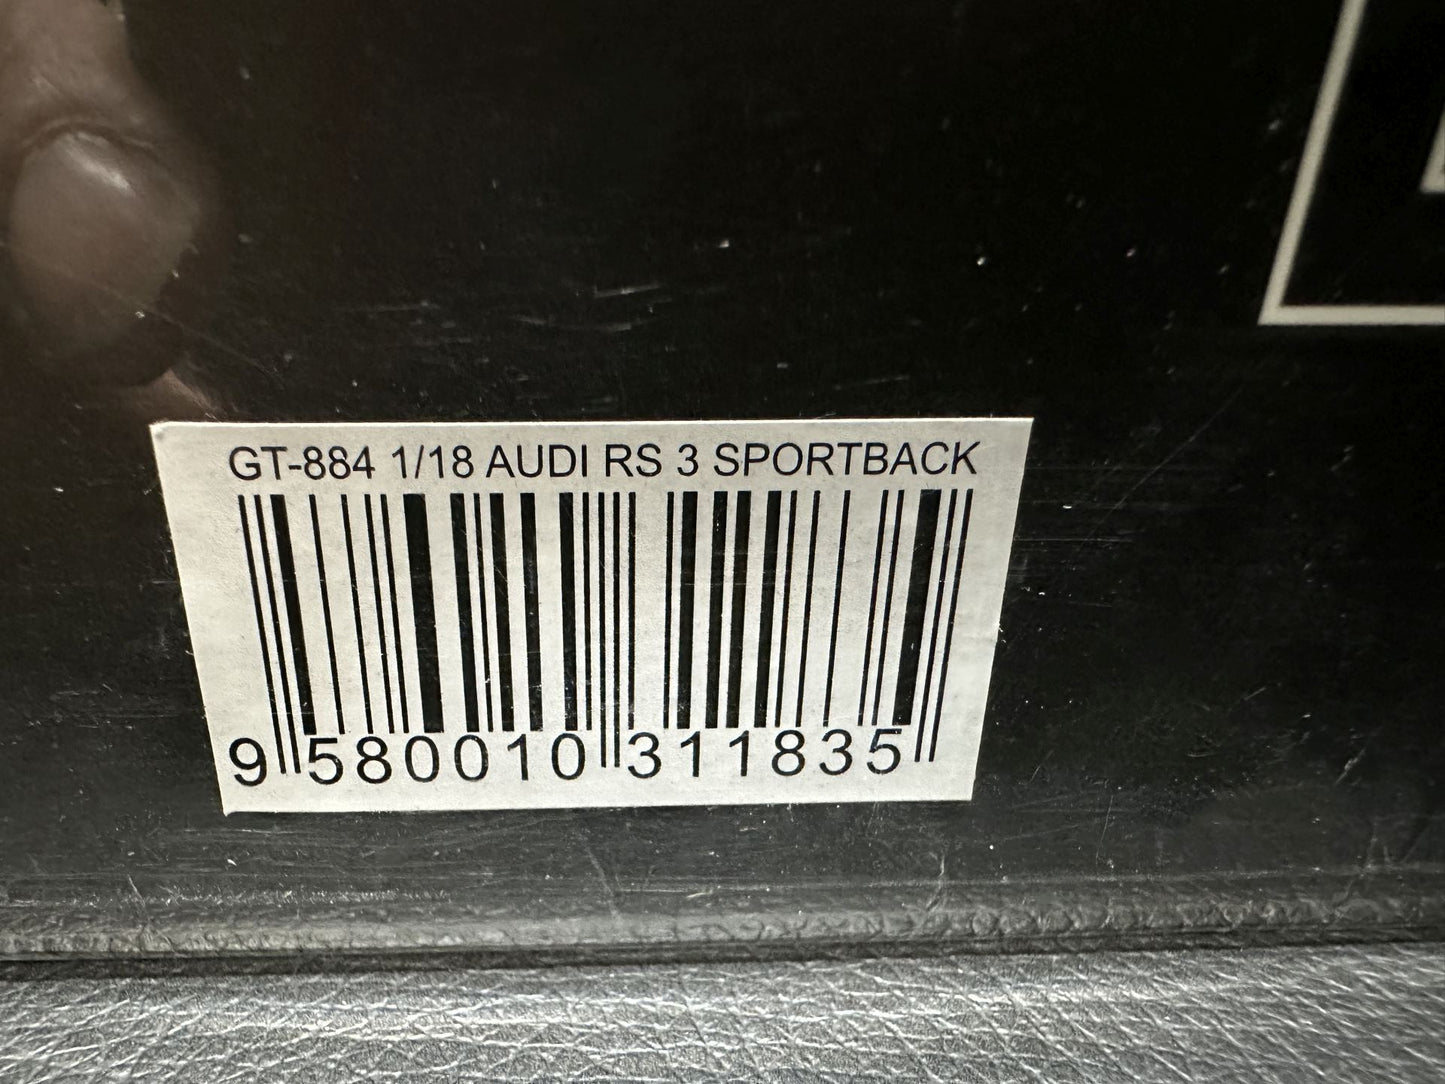 GT-884 1/18 AUDI RS 3 SPORTBACK
9 580010 311835